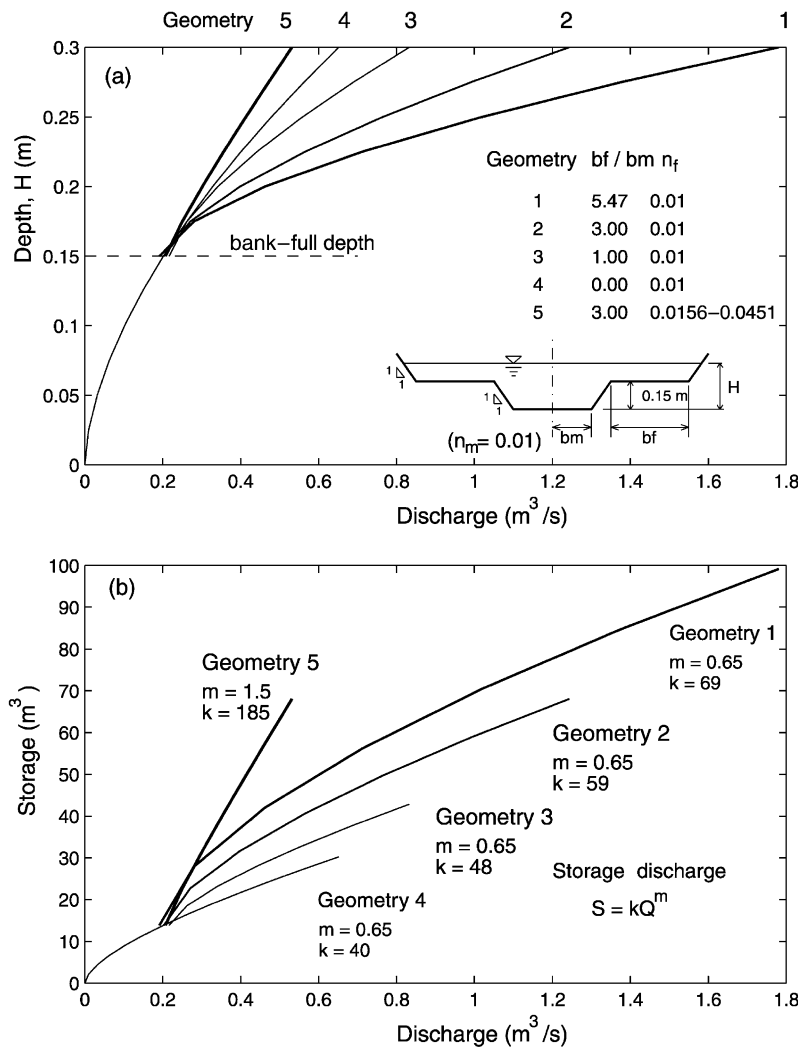 Geometry 5 4 3 2 1
0.3
(a)
0.25
0.2
0.15
0.1
0.05
0
Depth, H (m)
bank−full depth
Geometry bf / bm nf
1 5.47 0.01
2 3.00 0.01
3 1.00 0.01
4 0.00 0.01
5 3.00 0.0156−0.0451
1
1
1
1
0.15 m
H
(nm= 0.01)
bm
bf
0 0.2 0.4 0.6 0.8 1 1.2 1.4 1.6 1.8
Discharge (m3/s)
100
(b)
90
80
70
60
50
40
30
20
10
0
Storage (m3)
Geometry 5
m = 1.5
k = 185
Geometry 1
m = 0.65
k = 69
Geometry 2
m = 0.65
k = 59
Geometry 3
m = 0.65
k = 48
Geometry 4
m = 0.65
k = 40
Storage discharge
S = kQm
0 0.2 0.4 0.6 0.8 1 1.2 1.4 1.6 1.8
Discharge (m3/s)